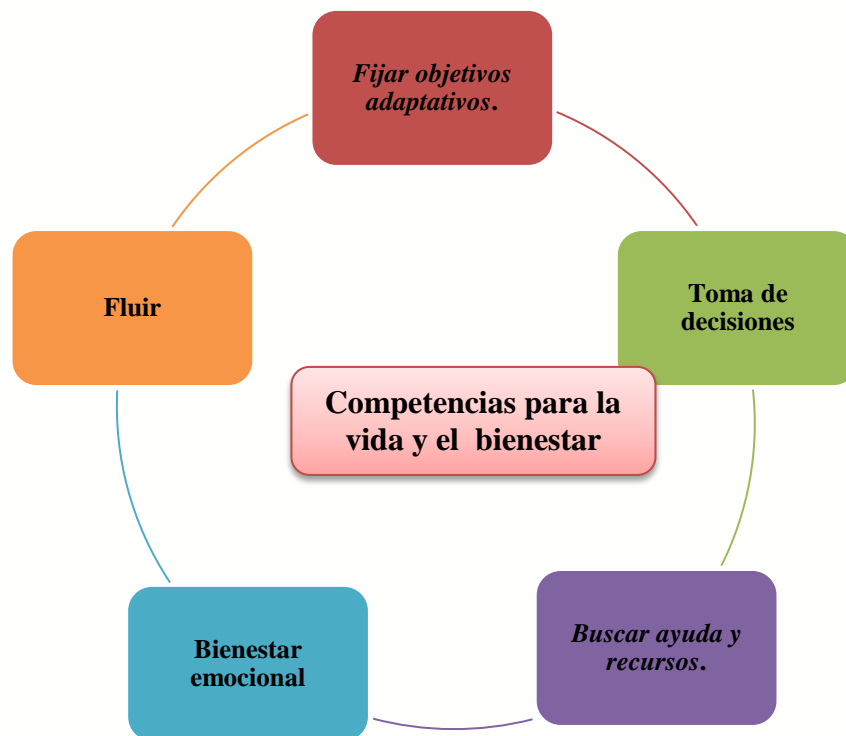 Fijar objetivos
adaptativos.
Fluir
Toma de
decisiones
Competencias para la
vida y el  bienestar
Bienestar
emocional
Buscar ayuda y
recursos.